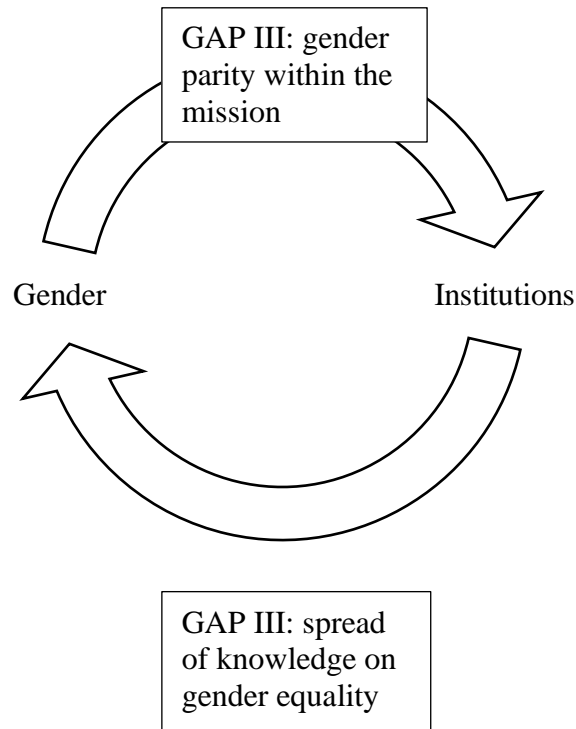 GAP III: gender
parity within the
mission
Gender
Institutions
GAP III: spread
of knowledge on
gender equality